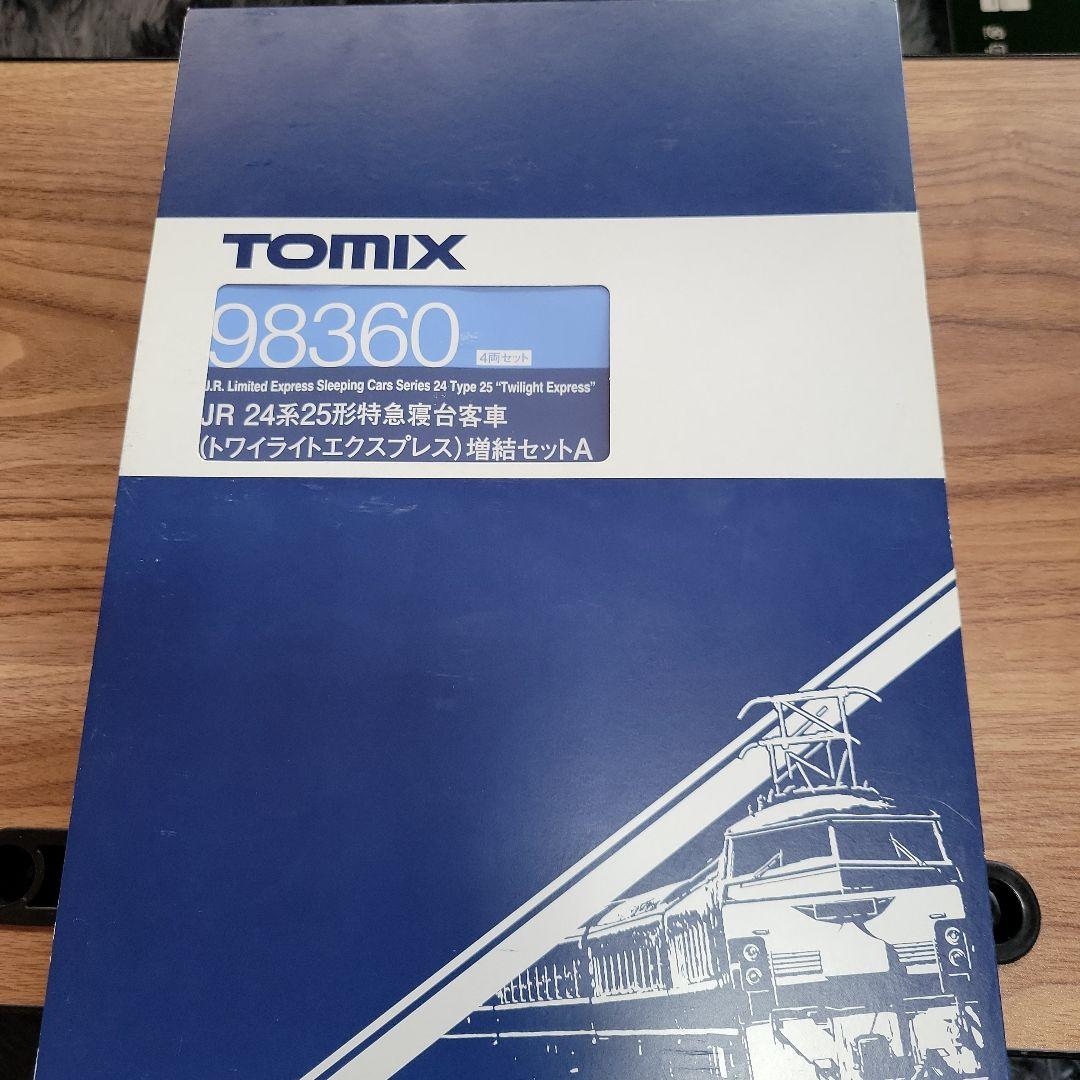 TOMIX
98360
4両セット
J.R. Limited Express Sleeping Cars Series 24 Type 25 "Twilight Express"
JR 24系25形特急寝台客車
(トワイライトエクスプレス)増結セットA